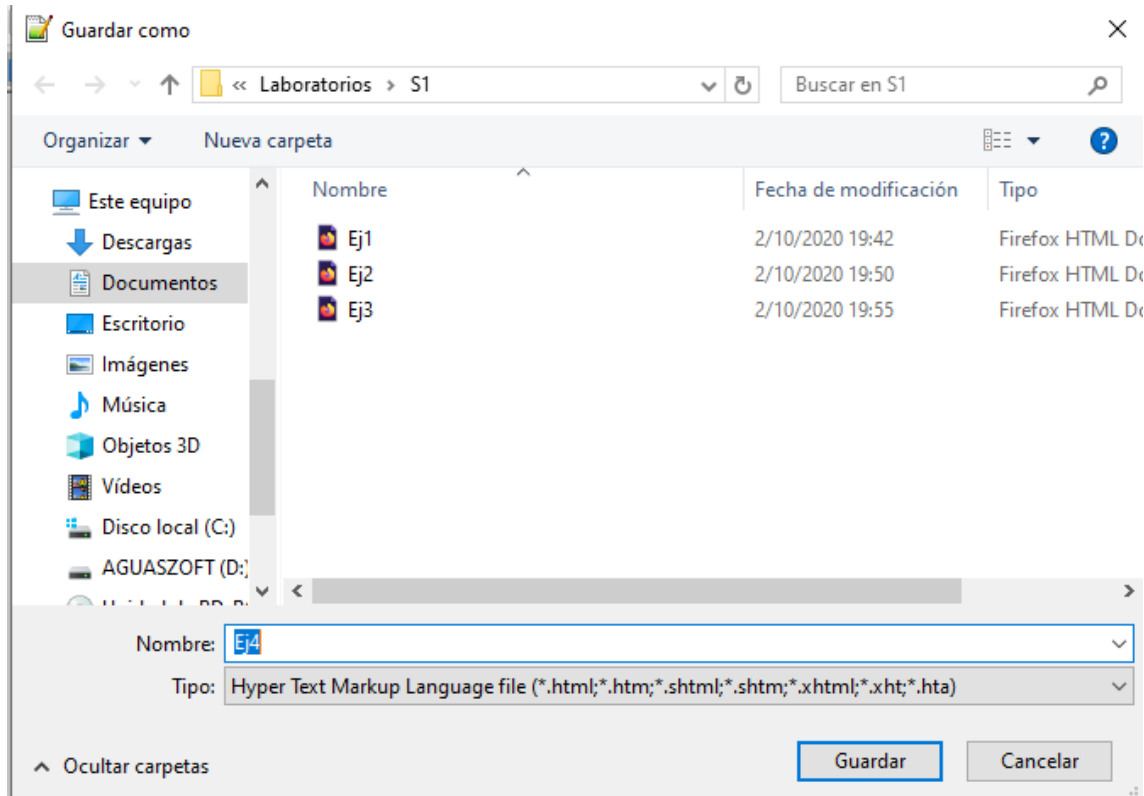 Guardar como
« Laboratorios > S1
Buscar en S1
Organizar
Nueva carpeta
Este equipo
Descargas
Documentos
Escritorio
Imágenes
Música
Objetos 3D
Vídeos
Disco local (C:)
AGUASZOFT (D:)
Nombre Fecha de modificación Tipo
Ej1 2/10/2020 19:42 Firefox HTML Do
Ej2 2/10/2020 19:50 Firefox HTML Do
Ej3 2/10/2020 19:55 Firefox HTML Do
Nombre: Ej4
Tipo: Hyper Text Markup Language file (*.html;*.htm;*.shtml;*.shtm;*.xhtml;*.xht;*.hta)
Ocultar carpetas
Guardar
Cancelar